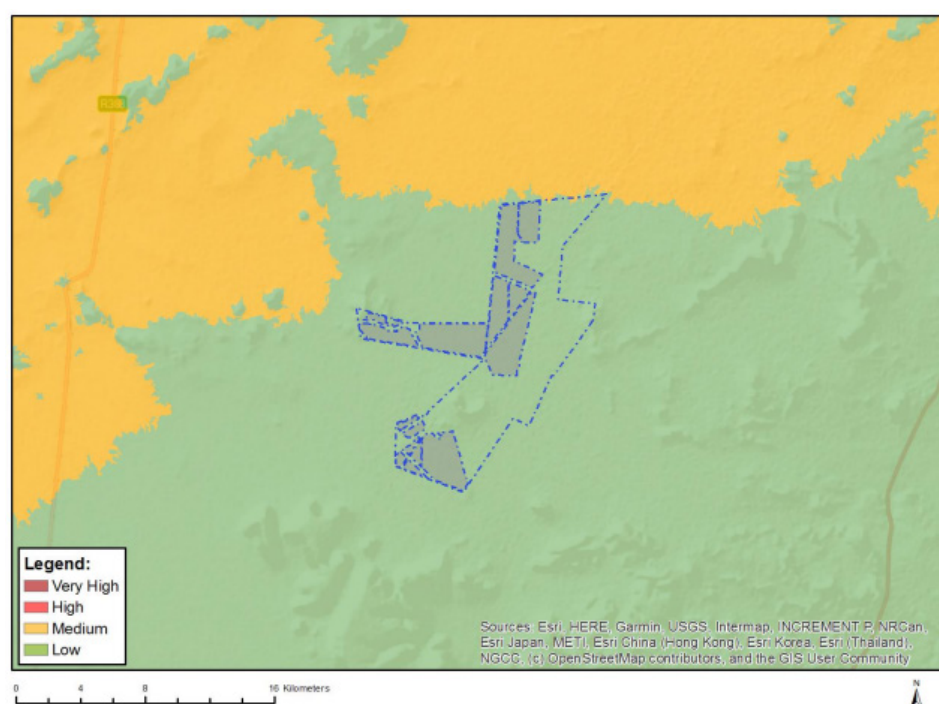 Legend:
Very High
High
Medium
Low
Sources: Esri, HERE, Garmin, USGS, Intermap, INCREMENT P, NRCan,
Esri Japan, METI, Esri China (Hong Kong), Esri Korea, Esri (Thailand),
NGCC, (c) OpenStreetMap contributors, and the GIS User Community
0 4 8 16 Kilometers
N